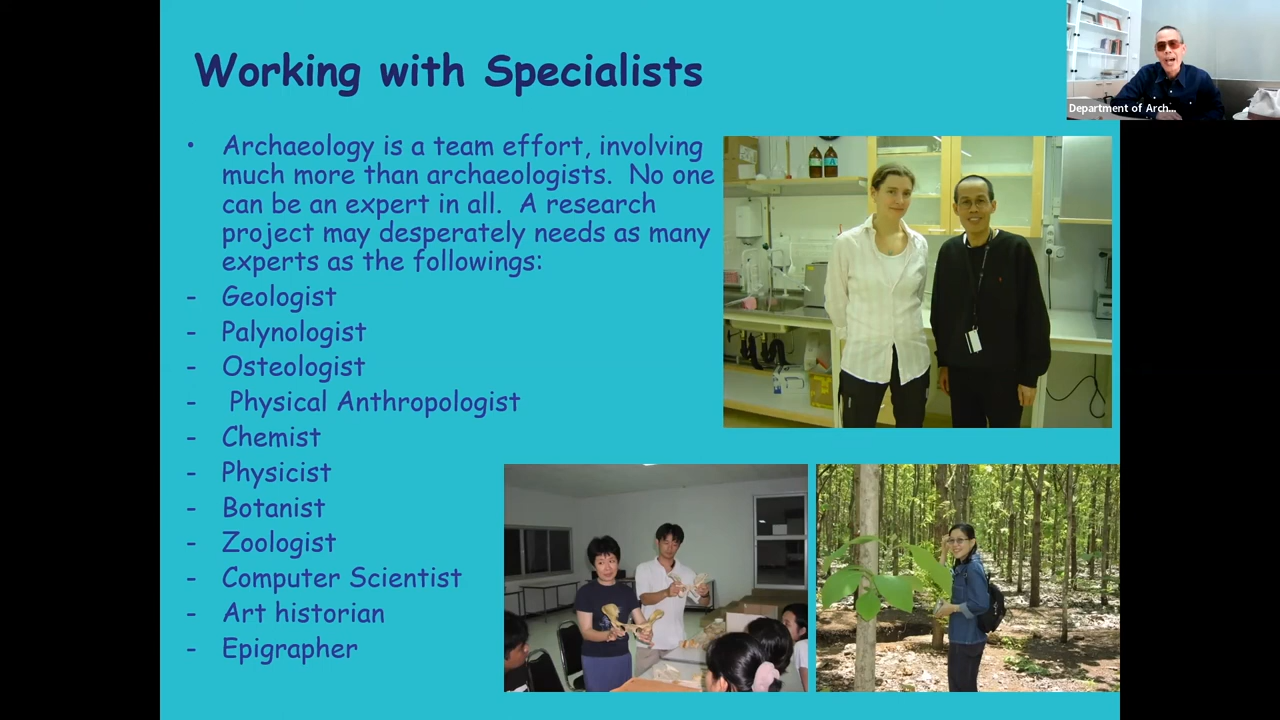 Working with Specialists
Department of Arch...
• Archaeology is a team effort, involving
much more than archaeologists. No one
can be an expert in all. A research
project may desperately needs as many
experts as the followings:
- Geologist
- Palynologist
- Osteologist
- Physical Anthropologist
- Chemist
- Physicist
- Botanist
- Zoologist
- Computer Scientist
- Art historian
- Epigrapher